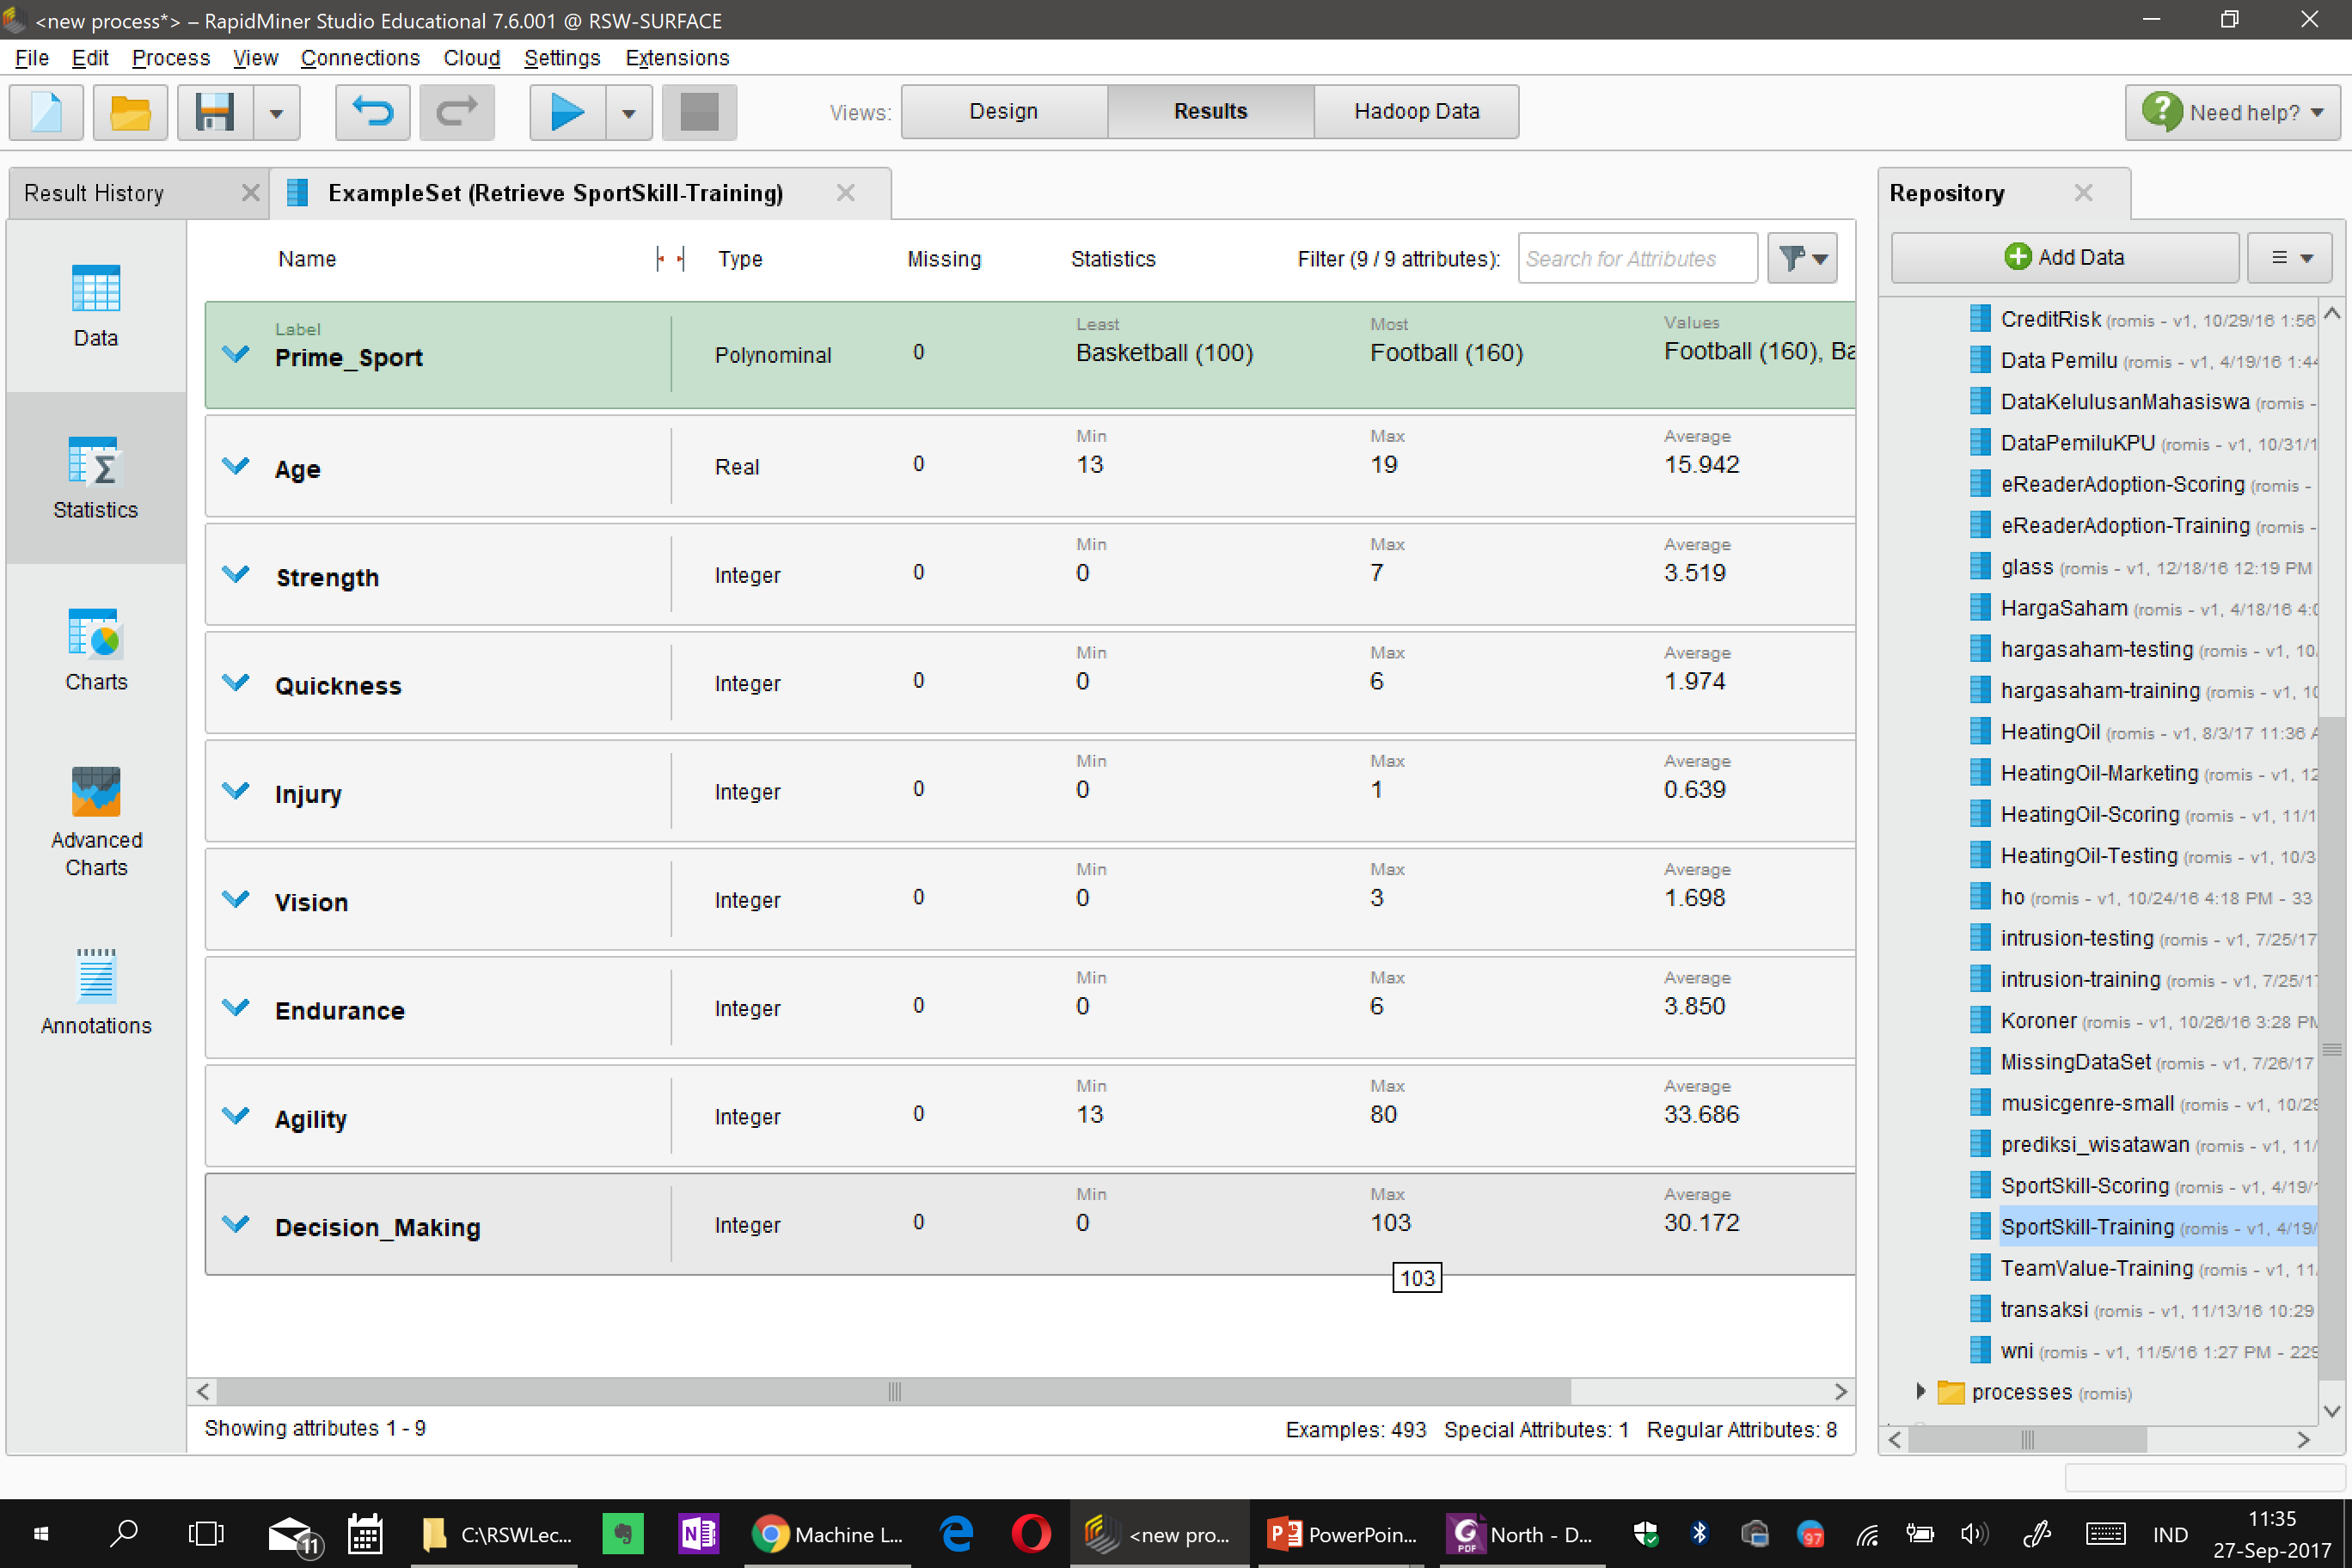 <new process*> – RapidMiner Studio Educational 7.6.001 @ RSW-SURFACE
File Edit Process View Connections Cloud Settings Extensions
Views: Design Results Hadoop Data Need help?
Result History ExampleSet (Retrieve SportSkill-Training) Repository
Name Type Missing Statistics Filter (9 / 9 attributes): Search for Attributes Add Data
Data
Statistics
Charts
Advanced
Charts
Annotations
Label Least Most Values
Prime_Sport Polynominal 0 Basketball (100) Football (160) Football (160), Ba
Min Max Average
Age Real 0 13 19 15.942
Min Max Average
Strength Integer 0 0 7 3.519
Min Max Average
Quickness Integer 0 0 6 1.974
Min Max Average
Injury Integer 0 0 1 0.639
Min Max Average
Vision Integer 0 0 3 1.698
Min Max Average
Endurance Integer 0 0 6 3.850
Min Max Average
Agility Integer 0 13 80 33.686
Min Max Average
Decision_Making Integer 0 0 103 30.172
103
Showing attributes 1 - 9 Examples: 493 Special Attributes: 1 Regular Attributes: 8
CreditRisk (romis - v1, 10/29/16 1:56
Data Pemilu (romis - v1, 4/19/16 1:44
DataKelulusanMahasiswa (romis -
DataPemiluKPU (romis - v1, 10/31/1
eReaderAdoption-Scoring (romis -
eReaderAdoption-Training (romis -
glass (romis - v1, 12/18/16 12:19 PM
HargaSaham (romis - v1, 4/18/16 4:0
hargasaham-testing (romis - v1, 10/
hargasaham-training (romis - v1, 10
HeatingOil (romis - v1, 8/3/17 11:36 A
HeatingOil-Marketing (romis - v1, 12
HeatingOil-Scoring (romis - v1, 11/1
HeatingOil-Testing (romis - v1, 10/3
ho (romis - v1, 10/24/16 4:18 PM - 33
intrusion-testing (romis - v1, 7/25/17
intrusion-training (romis - v1, 7/25/17
Koroner (romis - v1, 10/26/16 3:28 PM
MissingDataSet (romis - v1, 7/26/17
musicgenre-small (romis - v1, 10/29
prediksi_wisatawan (romis - v1, 11/
SportSkill-Scoring (romis - v1, 4/19/1
SportSkill-Training (romis - v1, 4/19/
TeamValue-Training (romis - v1, 11/
transaksi (romis - v1, 11/13/16 10:29
wni (romis - v1, 11/5/16 1:27 PM - 229
processes (romis)
11 C:\RSWLec... Machine L... <new pro... PowerPoin... North - D... 97 IND 11:35
27-Sep-2017